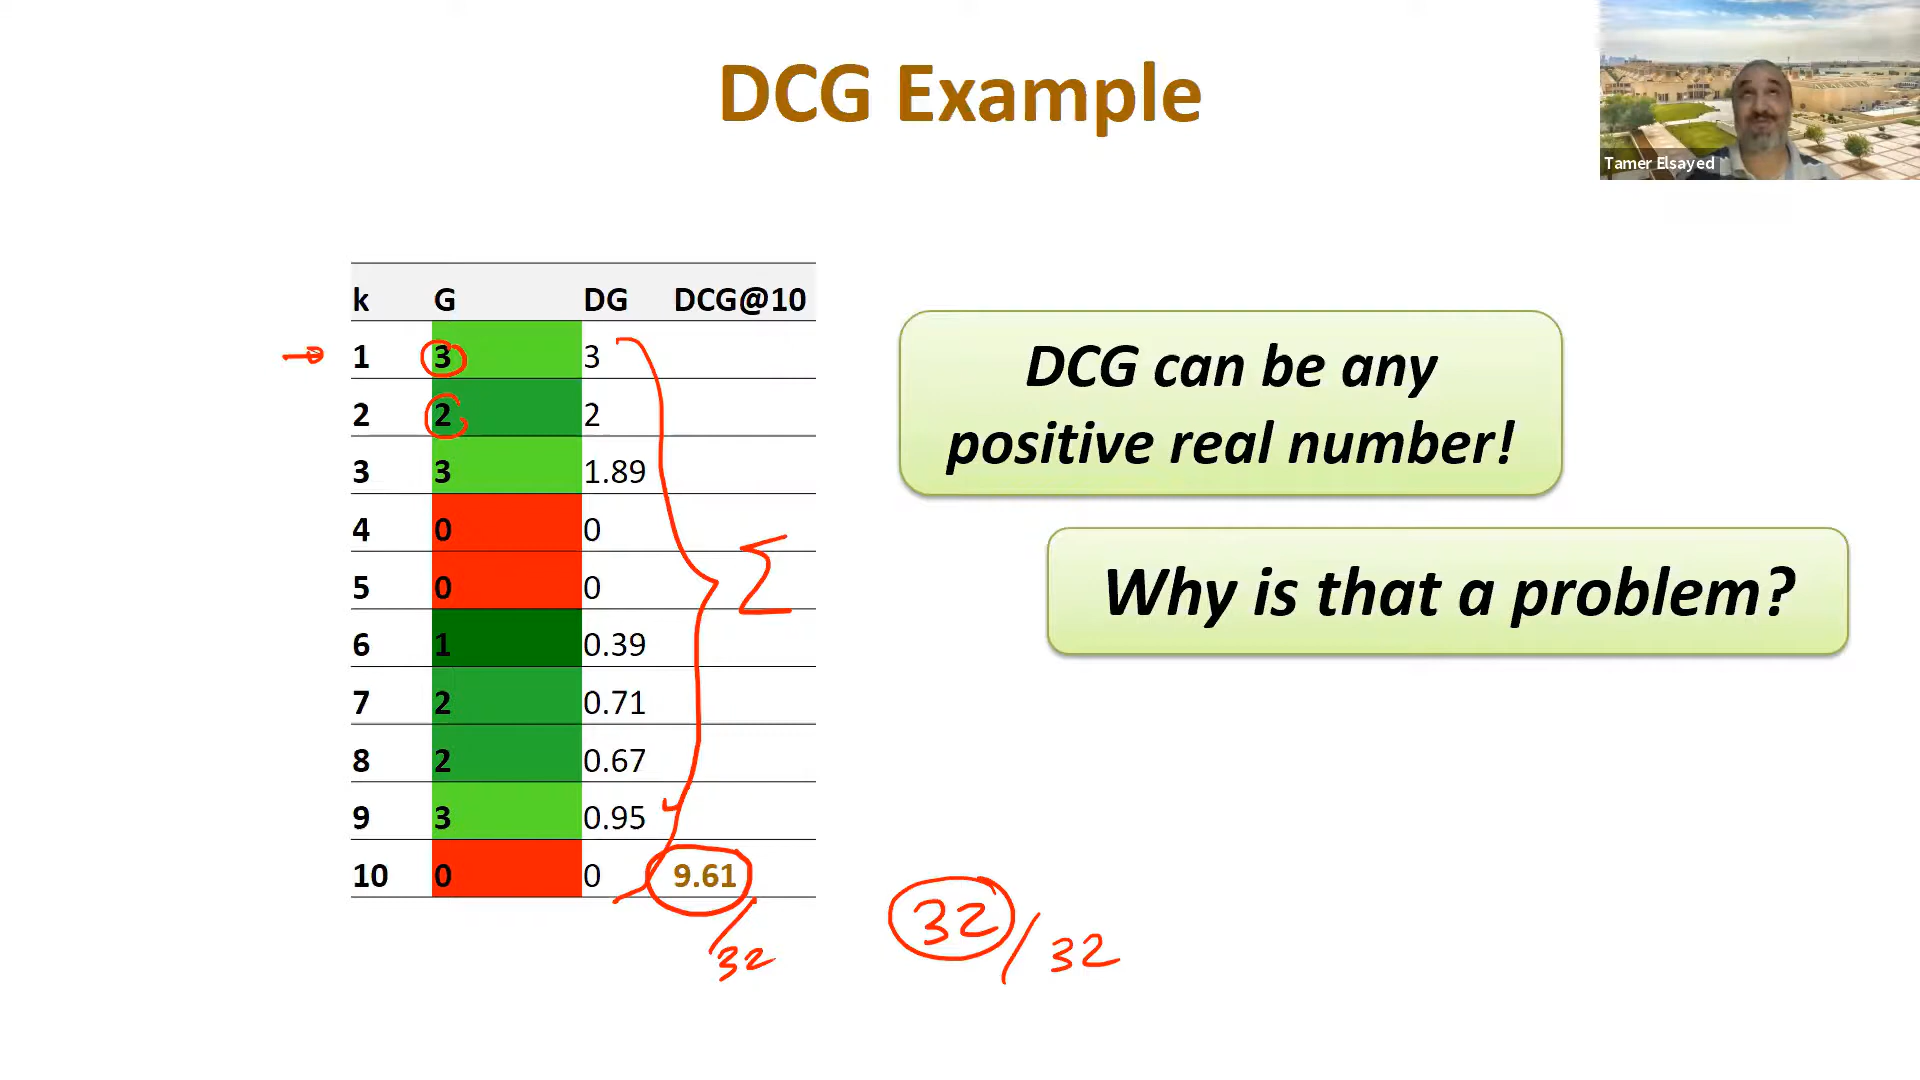 DCG Example
Tamer Elsayed
k G DG DCG@10
1 3 3
2 2 2
3 3 1.89
4 0 0
5 0 0
6 1 0.39
7 2 0.71
8 2 0.67
9 3 0.95
10 0 0 9.61
/32
Σ
DCG can be any
positive real number!
Why is that a problem?
32/32